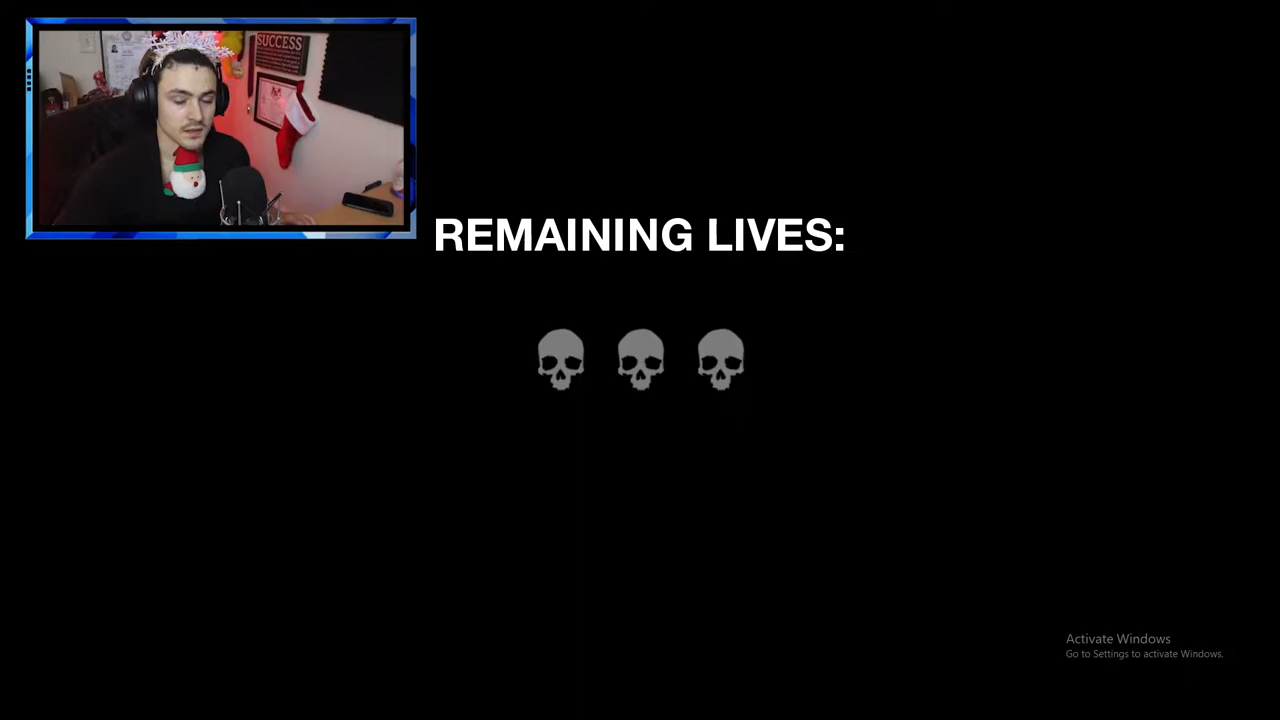 SUCCESS
REMAINING LIVES:
Activate Windows
Go to Settings to activate Windows.